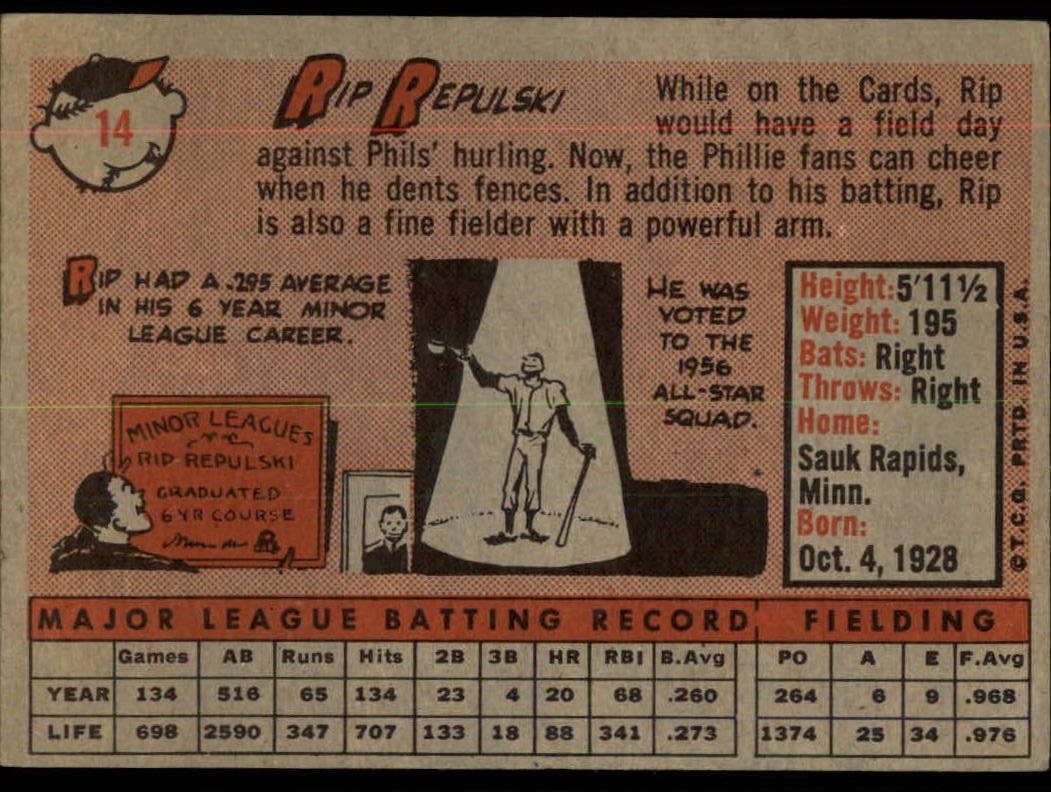 14
RIP REPULSKI
While on the Cards, Rip
would have a field day
against Phils' hurling. Now, the Phillie fans can cheer
when he dents fences. In addition to his batting, Rip
is also a fine fielder with a powerful arm.
RIP HAD A .295 AVERAGE
IN HIS 6 YEAR MINOR
LEAGUE CAREER.
MINOR LEAGUES
RIP REPULSKI
GRADUATED
6 YR COURSE
HE WAS
VOTED
TO THE
1956
ALL-STAR
SQUAD.
Height: 5'11½
Weight: 195
Bats: Right
Throws: Right
Home:
Sauk Rapids,
Minn.
Born:
Oct. 4, 1928
©T.C.G. PRTD. IN U.S.A.
MAJOR LEAGUE BATTING RECORD FIELDING
Games AB Runs Hits 2B 3B HR RBI B.Avg PO A E F.Avg
YEAR 134 516 65 134 23 4 20 68 .260 264 6 9 .968
LIFE 698 2590 347 707 133 18 88 341 .273 1374 25 34 .976